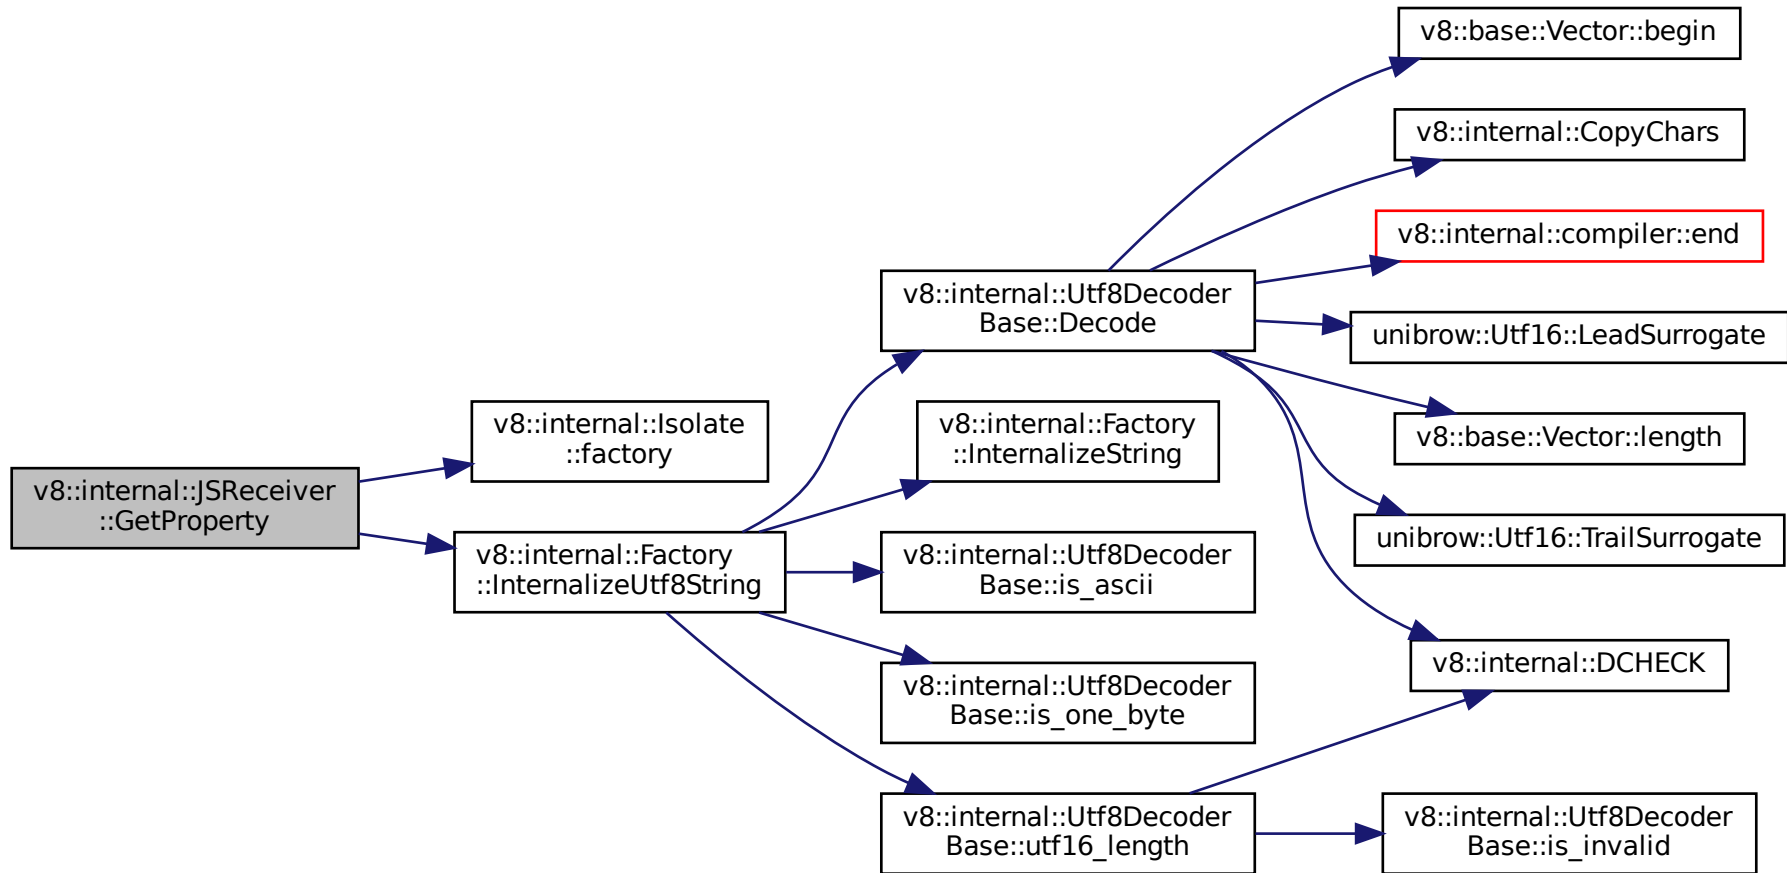 v8::base::Vector::begin
v8::internal::CopyChars
v8::internal::compiler::end
v8::internal::Utf8Decoder
Base::Decode
unibrow::Utf16::LeadSurrogate
v8::base::Vector::length
v8::internal::Isolate
::factory
v8::internal::Factory
::InternalizeString
v8::internal::JSReceiver
::GetProperty
unibrow::Utf16::TrailSurrogate
v8::internal::Factory
::InternalizeUtf8String
v8::internal::Utf8Decoder
Base::is_ascii
v8::internal::DCHECK
v8::internal::Utf8Decoder
Base::is_one_byte
v8::internal::Utf8Decoder
Base::utf16_length
v8::internal::Utf8Decoder
Base::is_invalid